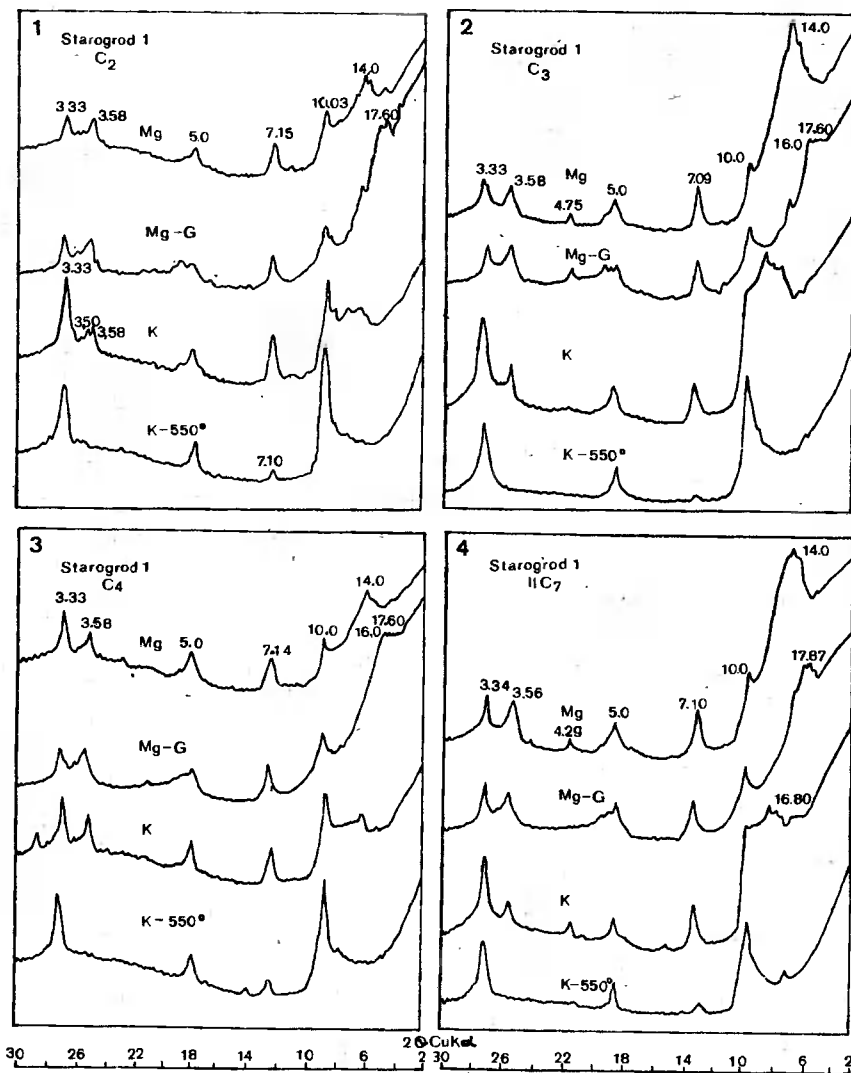 1
Starogrod 1
C2
3.33
3.58
5.0
7.15
10.03
14.0
17.60
Mg
Mg-G
3.33
3.50
3.58
K
K-550°
7.10
2
Starogrod 1
C3
14.0
3.33
3.58
Mg
4.75
5.0
7.09
10.0
16.0
17.60
Mg-G
K
K-550°
3
Starogrod 1
C4
3.33
3.58
Mg
5.0
7.14
10.0
14.0
16.0
17.60
Mg-G
K
K-550°
4
Starogrod 1
IIC7
14.0
3.34
3.56
Mg
4.29
5.0
7.10
10.0
17.87
Mg-G
16.80
K
K-550°
2ΘCuKα
30 26 22 18 14 10 6 2
30 26 22 18 14 10 6 2